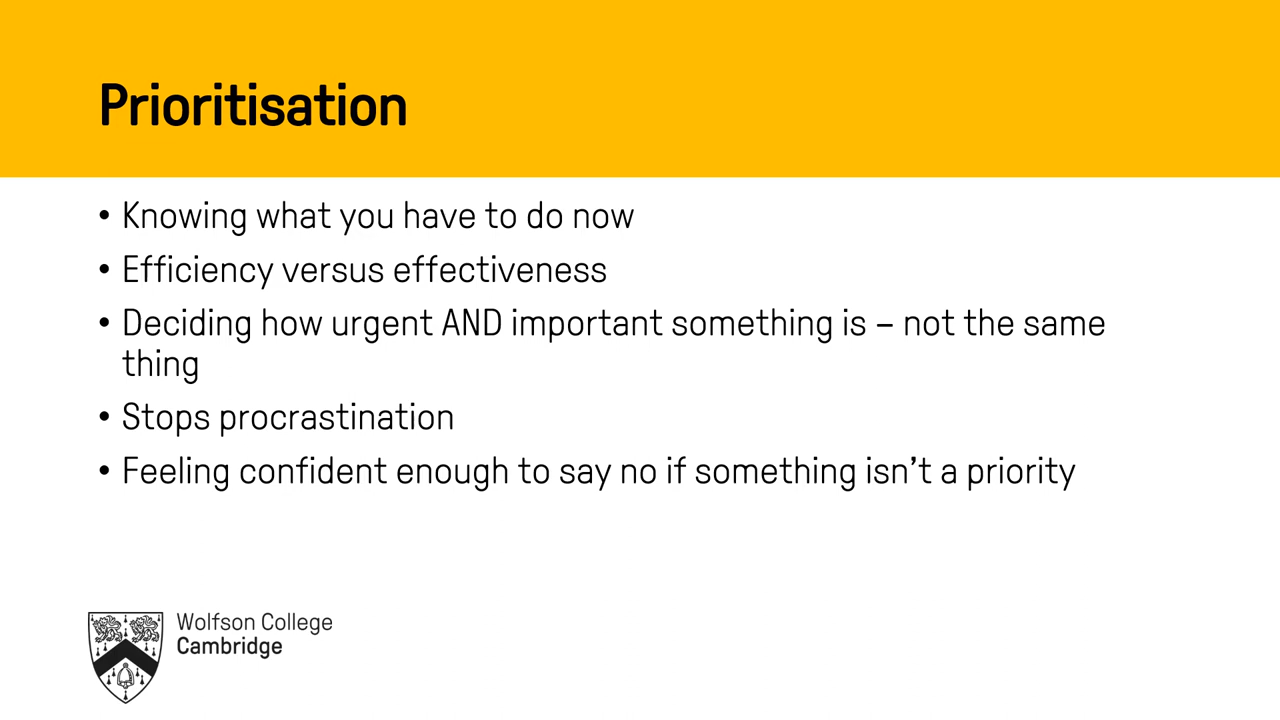 Prioritisation
• Knowing what you have to do now
• Efficiency versus effectiveness
• Deciding how urgent AND important something is – not the same
thing
• Stops procrastination
• Feeling confident enough to say no if something isn’t a priority
Wolfson College
Cambridge